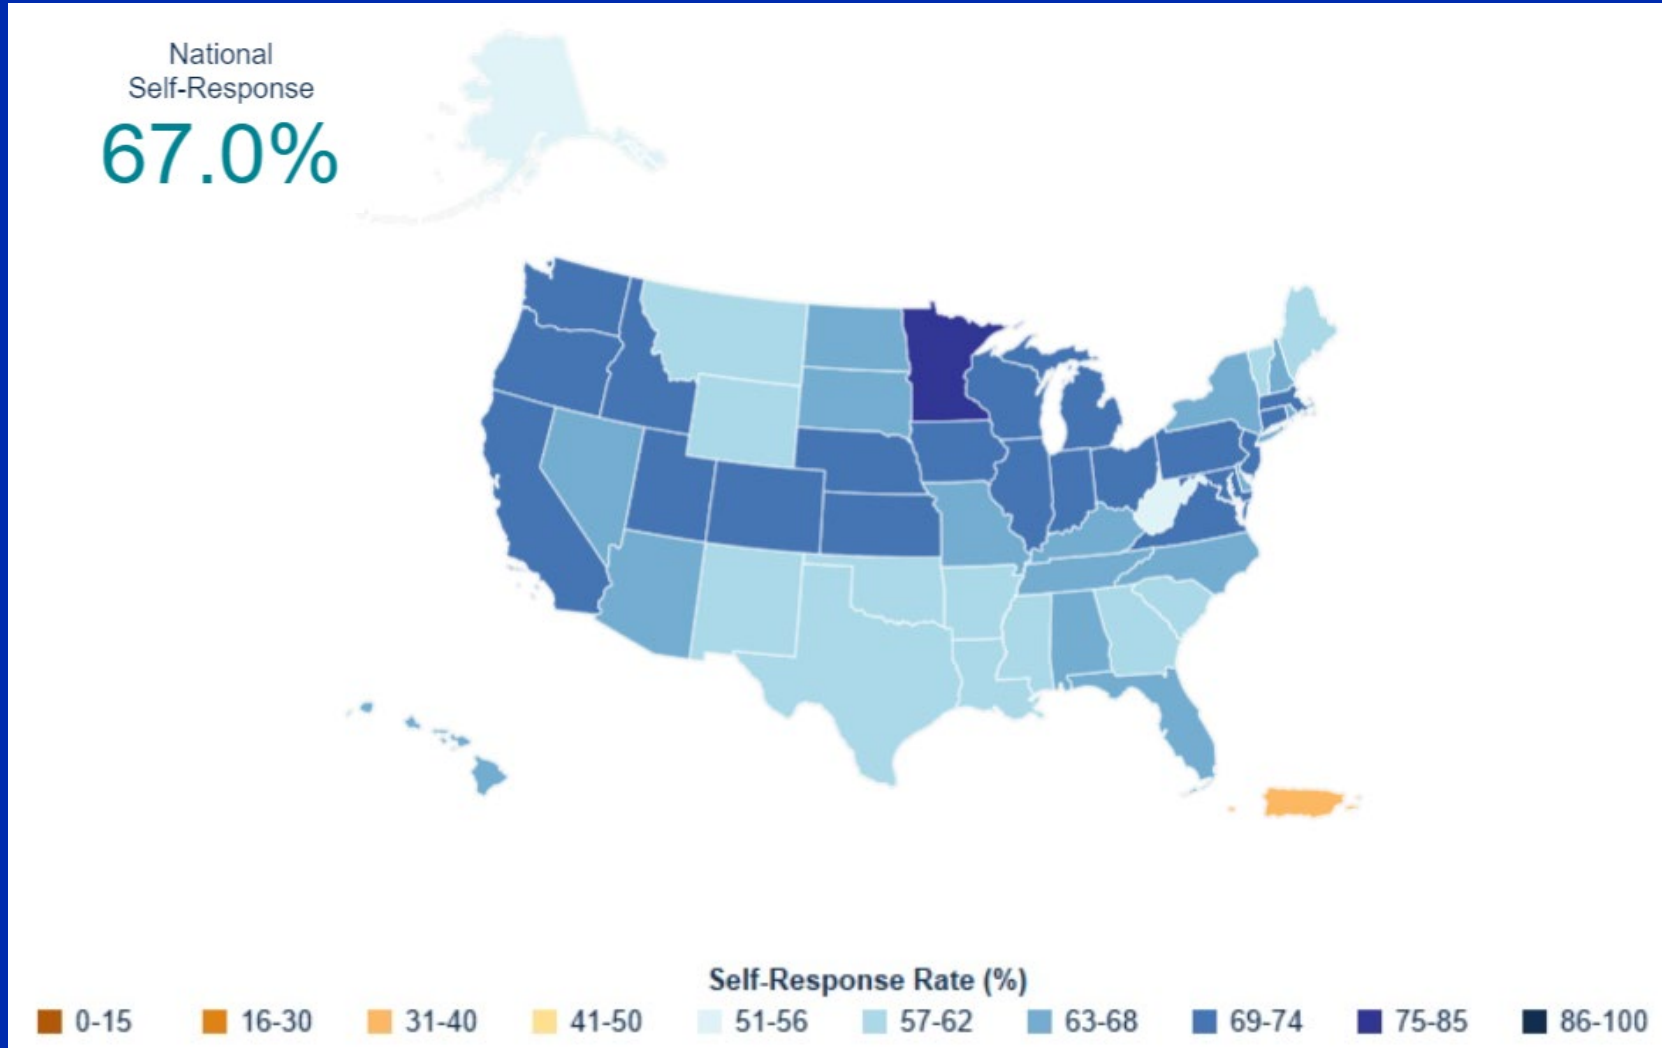 National
Self-Response
67.0%
Self-Response Rate (%)
0-15 16-30 31-40 41-50 51-56 57-62 63-68 69-74 75-85 86-100